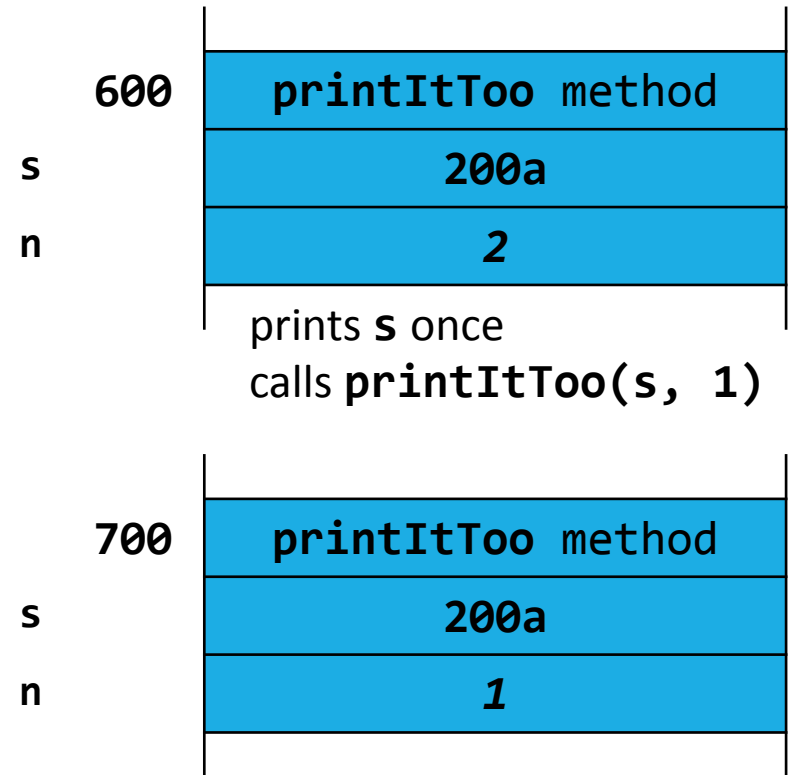 600 printItToo method
s 200a
n 2
prints s once
calls printItToo(s, 1)
700 printItToo method
s 200a
n 1